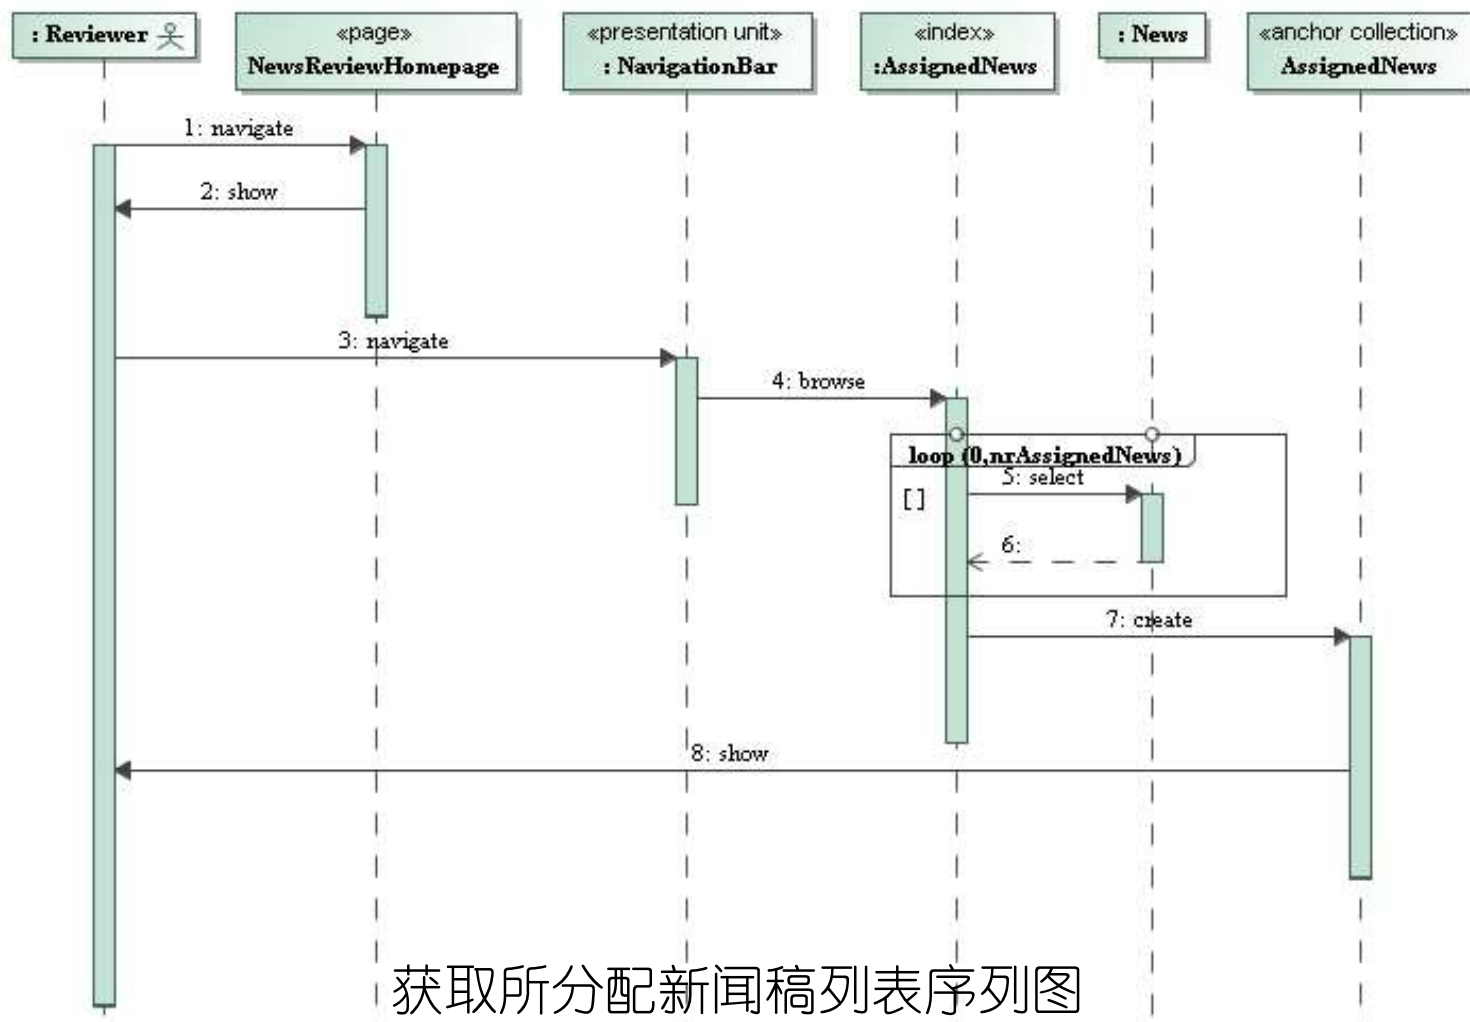 : Reviewer
«page»
NewsReviewHomepage
«presentation unit»
: NavigationBar
«index»
:AssignedNews
: News
«anchor collection»
AssignedNews
1: navigate
2: show
3: navigate
4: browse
loop (0,nrAssignedNews)
5: select
[ ]
6:
7: create
8: show
获取所分配新闻稿列表序列图